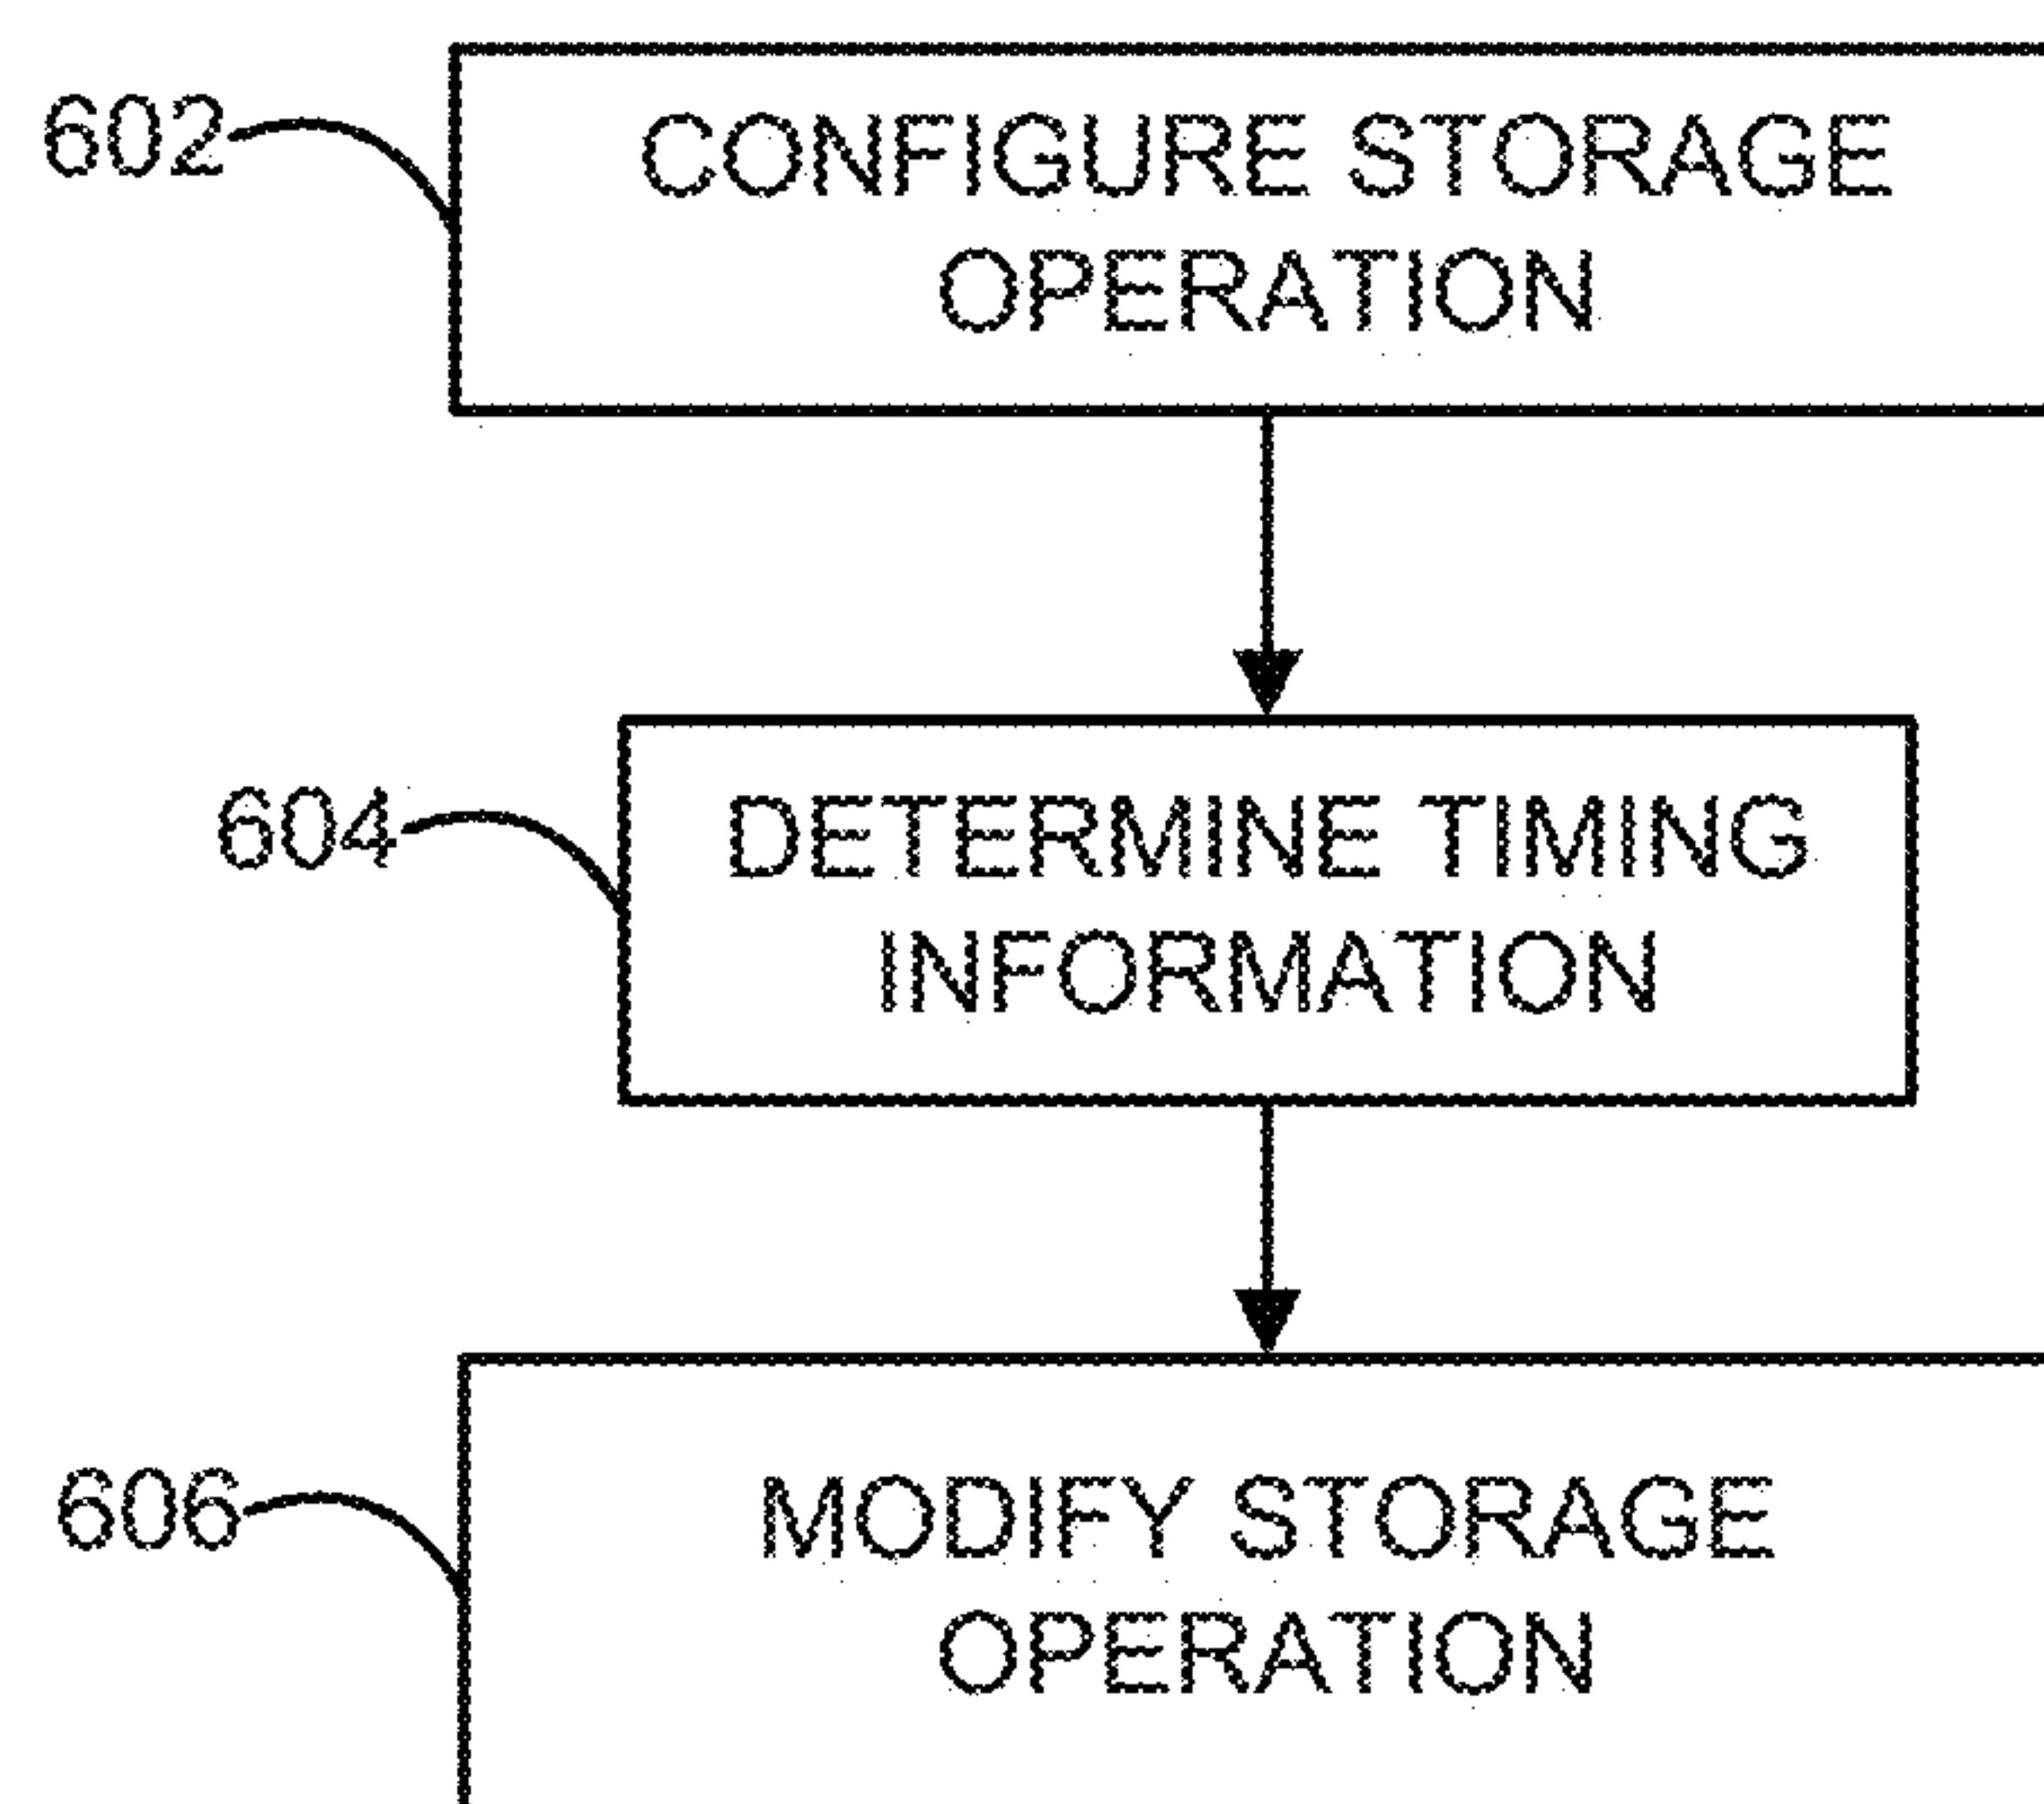 602
CONFIGURE STORAGE
OPERATION
604
DETERMINE TIMING
INFORMATION
606
MODIFY STORAGE
OPERATION